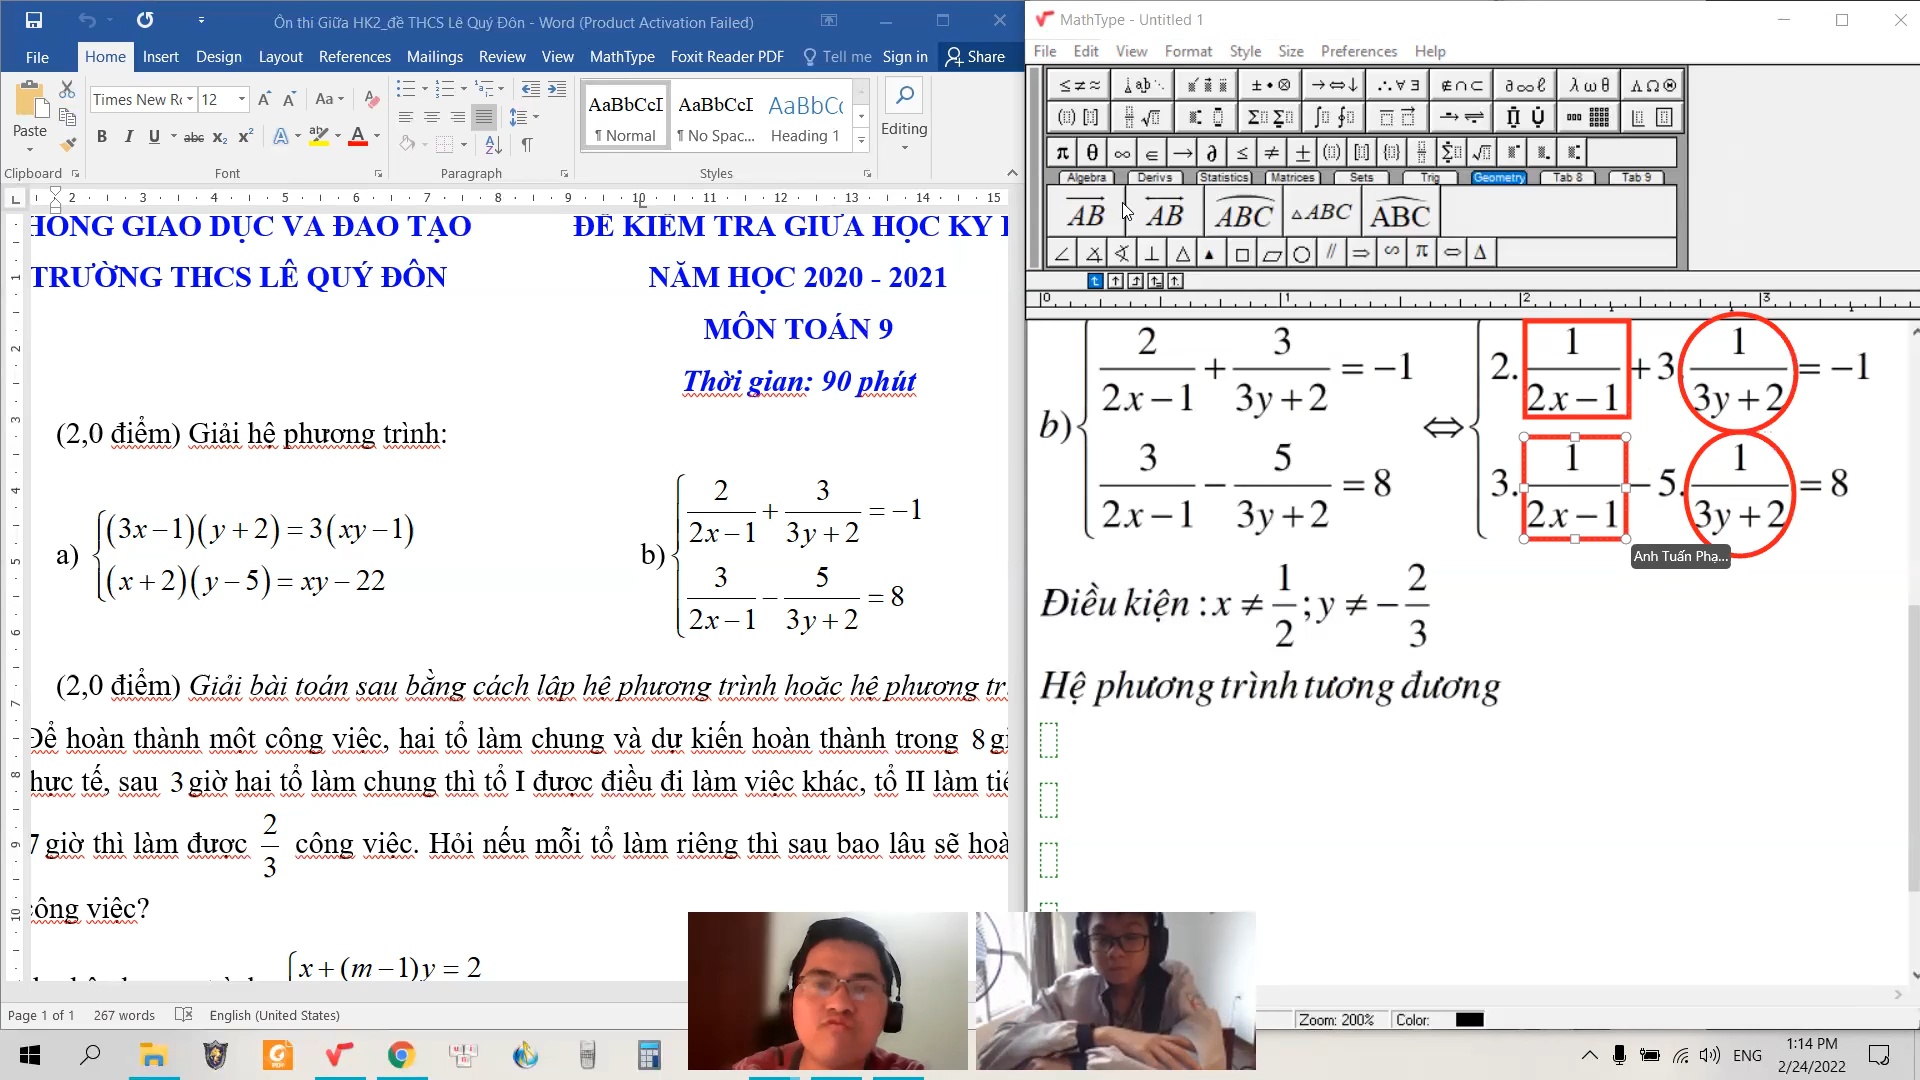 Ôn thi Giữa HK2_đề THCS Lê Quý Đôn - Word (Product Activation Failed)
File Home Insert Design Layout References Mailings Review View MathType Foxit Reader PDF Tell me Sign in Share
Paste
Times New Ro 12
AaBbCcI AaBbCcI AaBbCc
¶ Normal ¶ No Spac... Heading 1
Editing
Clipboard Font Paragraph Styles
HÒNG GIÁO DỤC VÀ ĐÀO TẠO
ĐỀ KIỂM TRA GIỮA HỌC KỲ I
TRƯỜNG THCS LÊ QUÝ ĐÔN
NĂM HỌC 2020 - 2021
MÔN TOÁN 9
Thời gian: 90 phút
(2,0 điểm) Giải hệ phương trình:
a) {(3x−1)(y+2)=3(xy−1)
(x+2)(y−5)=xy−22
b) {2/(2x−1) + 3/(3y+2) = −1
3/(2x−1) − 5/(3y+2) = 8
(2,0 điểm) Giải bài toán sau bằng cách lập hệ phương trình hoặc hệ phương tr
Để hoàn thành một công việc, hai tổ làm chung và dự kiến hoàn thành trong 8 gi
hực tế, sau 3 giờ hai tổ làm chung thì tổ I được điều đi làm việc khác, tổ II làm tiế
7 giờ thì làm được 2/3 công việc. Hỏi nếu mỗi tổ làm riêng thì sau bao lâu sẽ hoà
công việc?
{x+(m−1)y=2
Page 1 of 1 267 words English (United States)
MathType - Untitled 1
File Edit View Format Style Size Preferences Help
Algebra Derivs Statistics Matrices Sets Trig Geometry Tab 8 Tab 9
AB AB ABC △ABC ABC
b) {2/(2x−1) + 3/(3y+2) = −1 ⇔ {2. 1/(2x−1) + 3. 1/(3y+2) = −1
3/(2x−1) − 5/(3y+2) = 8 3. 1/(2x−1) − 5. 1/(3y+2) = 8
Anh Tuấn Phạ...
Điều kiện : x ≠ 1/2 ; y ≠ −2/3
Hệ phương trình tương đương
Zoom: 200% Color:
ENG
1:14 PM
2/24/2022